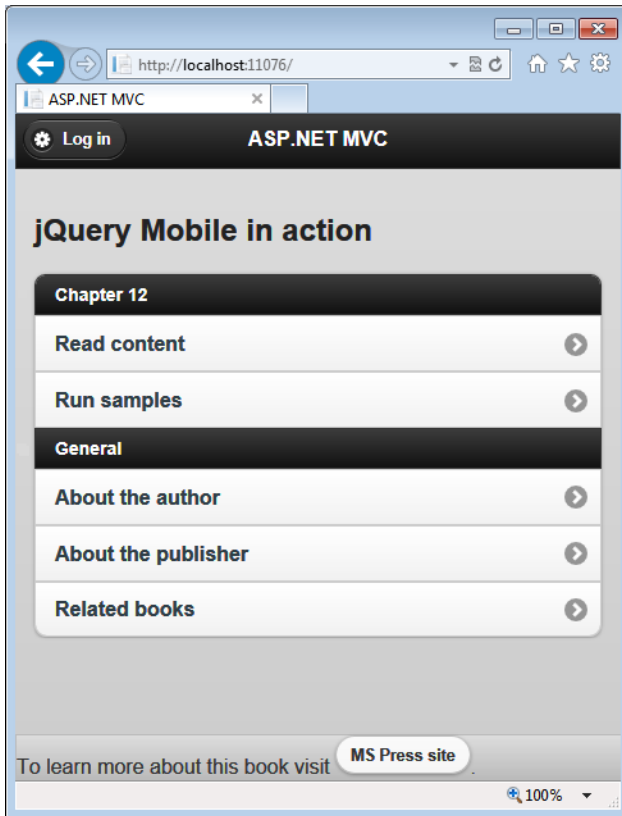 http://localhost:11076/
ASP.NET MVC
Log in
ASP.NET MVC
jQuery Mobile in action
Chapter 12
Read content
Run samples
General
About the author
About the publisher
Related books
To learn more about this book visit MS Press site .
100%